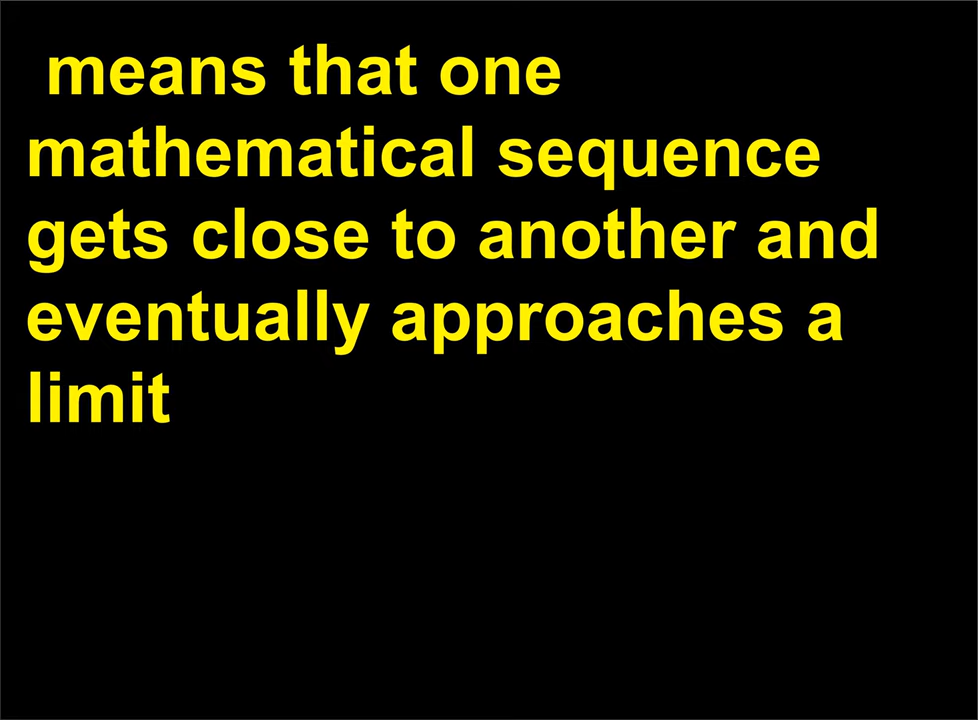 means that one
mathematical sequence
gets close to another and
eventually approaches a
limit